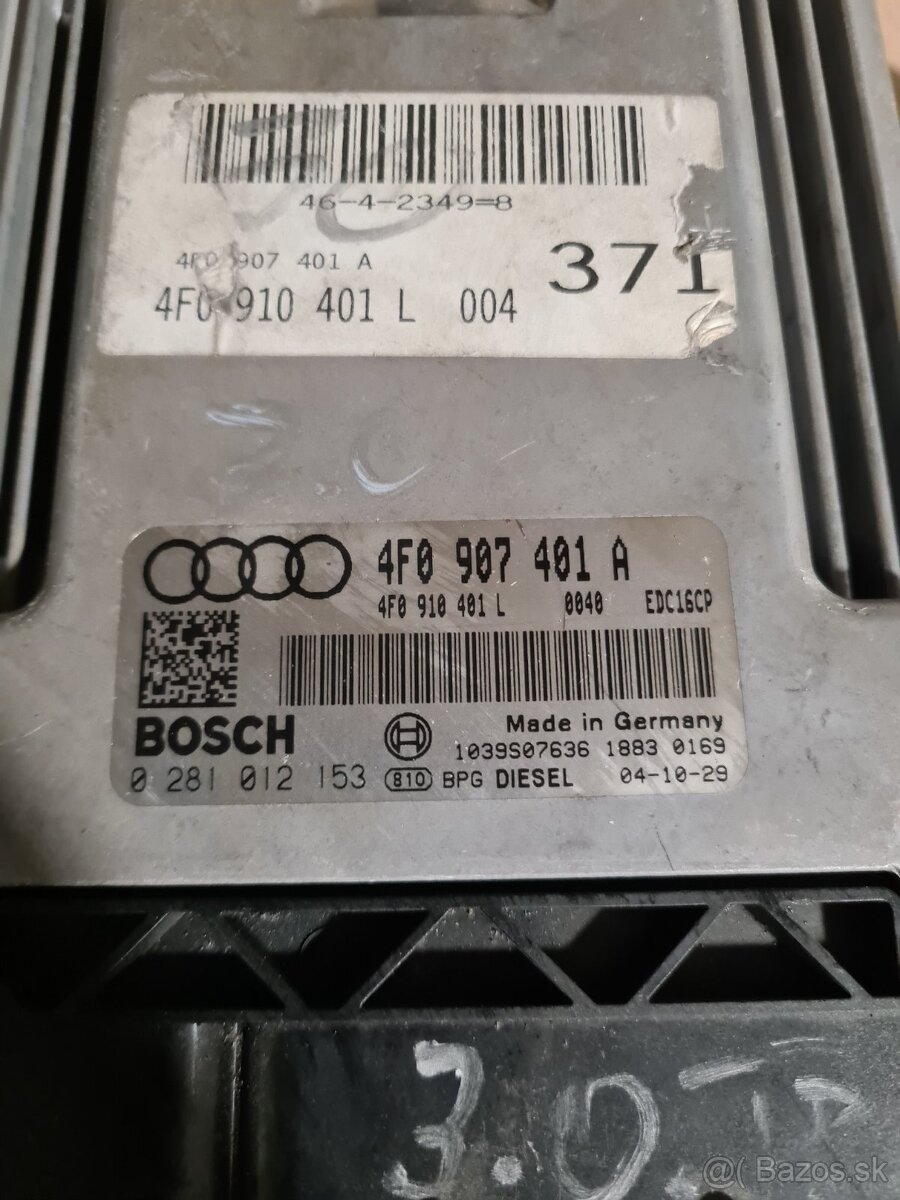 46-4-2349=8
4F0 907 401 A
371
4F0 910 401 L 004
4F0 907 401 A
4F0 910 401 L 0040 EDC16CP
BOSCH
Made in Germany
1039S07636 1883 0169
0 281 012 153 810 BPG DIESEL 04-10-29
3.0
@( Bazos.sk